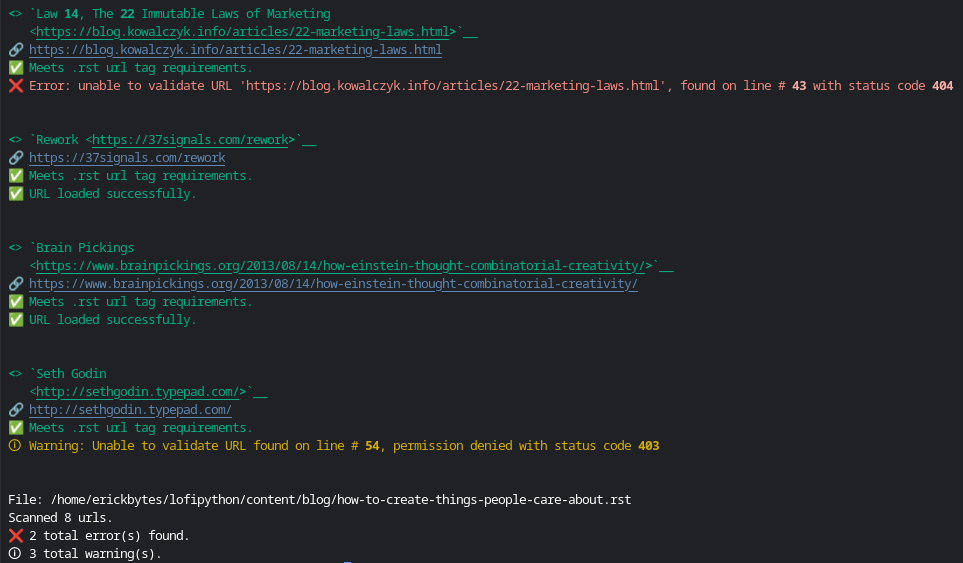 <> `Law 14, The 22 Immutable Laws of Marketing
<https://blog.kowalczyk.info/articles/22-marketing-laws.html>`__
🔗 https://blog.kowalczyk.info/articles/22-marketing-laws.html
✅ Meets .rst url tag requirements.
❌ Error: unable to validate URL 'https://blog.kowalczyk.info/articles/22-marketing-laws.html', found on line # 43 with status code 404
<> `Rework <https://37signals.com/rework>`__
🔗 https://37signals.com/rework
✅ Meets .rst url tag requirements.
✅ URL loaded successfully.
<> `Brain Pickings
<https://www.brainpickings.org/2013/08/14/how-einstein-thought-combinatorial-creativity/>`__
🔗 https://www.brainpickings.org/2013/08/14/how-einstein-thought-combinatorial-creativity/
✅ Meets .rst url tag requirements.
✅ URL loaded successfully.
<> `Seth Godin
<http://sethgodin.typepad.com/>`__
🔗 http://sethgodin.typepad.com/
✅ Meets .rst url tag requirements.
ⓘ Warning: Unable to validate URL found on line # 54, permission denied with status code 403
File: /home/erickbytes/lofipython/content/blog/how-to-create-things-people-care-about.rst
Scanned 8 urls.
❌ 2 total error(s) found.
ⓘ 3 total warning(s).